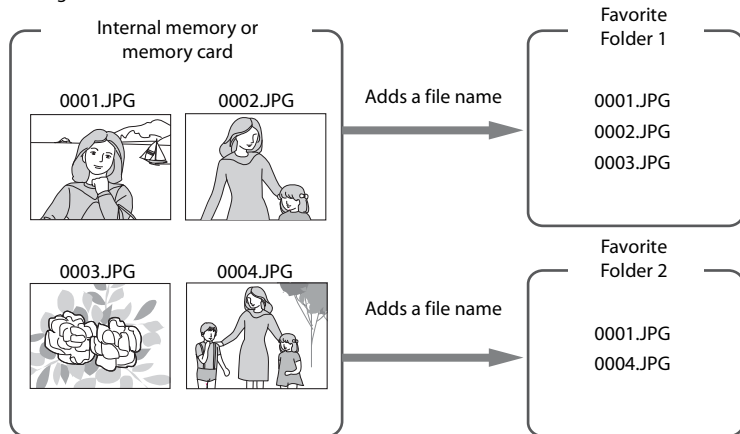 Internal memory or
memory card
0001.JPG
0002.JPG
0003.JPG
0004.JPG
Adds a file name
Favorite
Folder 1
0001.JPG
0002.JPG
0003.JPG
Adds a file name
Favorite
Folder 2
0001.JPG
0004.JPG